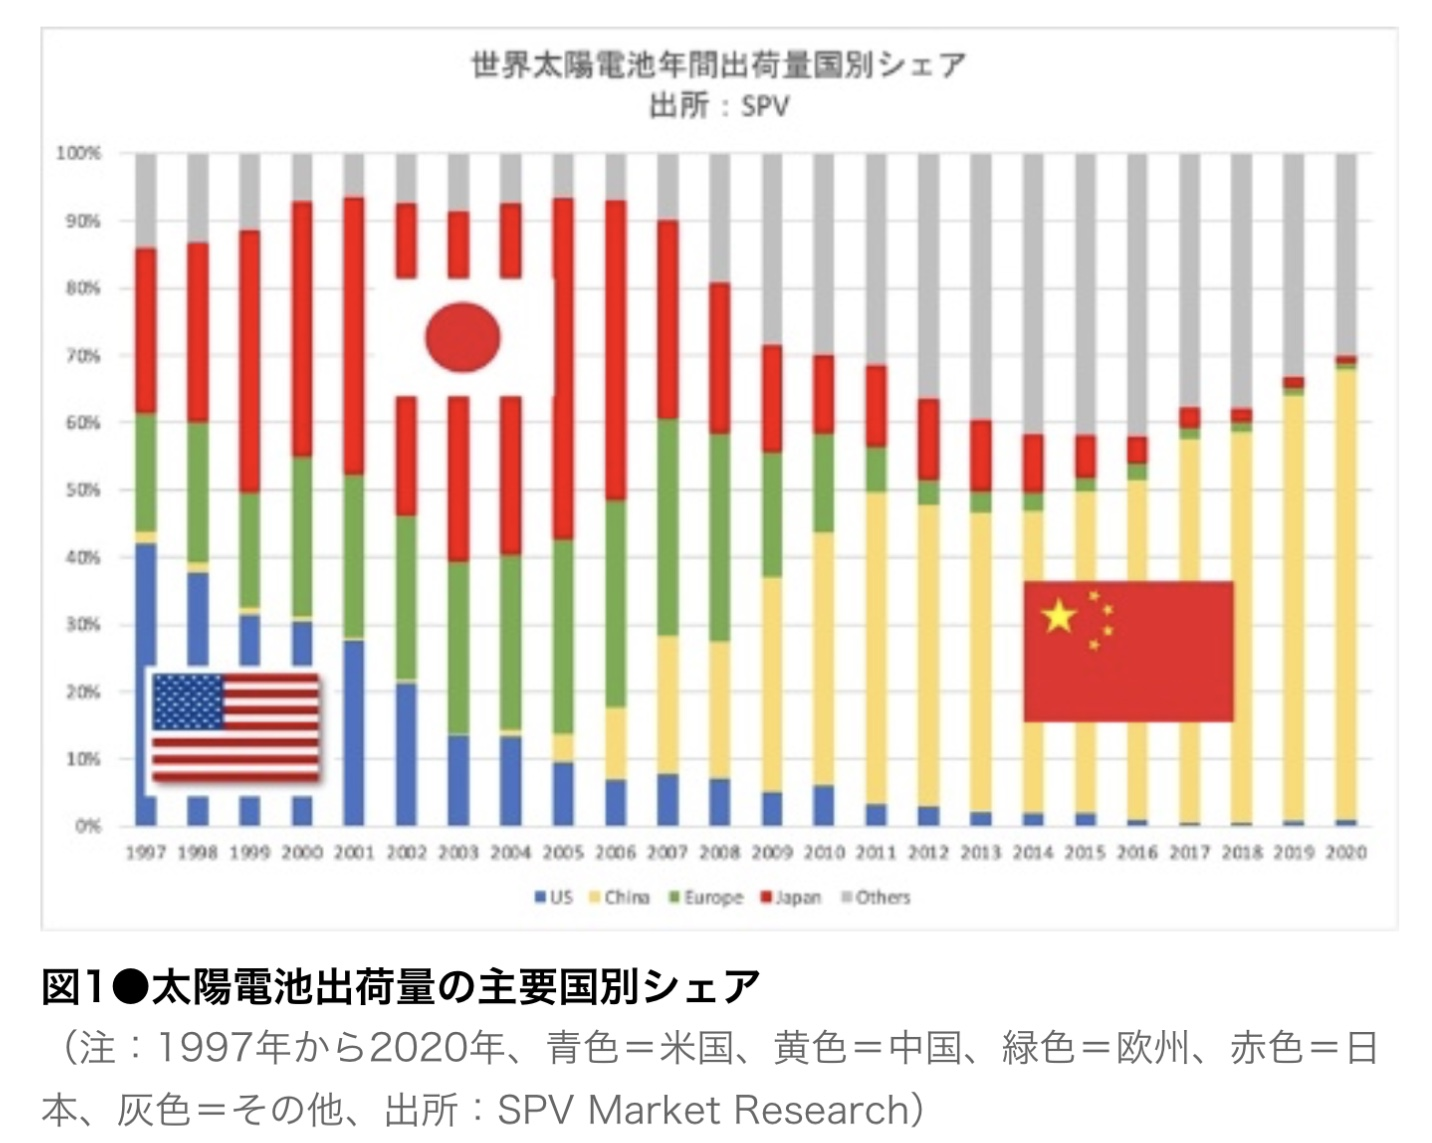 世界太陽電池年間出荷量国別シェア
出所：SPV
100%
90%
80%
70%
60%
50%
40%
30%
20%
10%
0%
1997 1998 1999 2000 2001 2002 2003 2004 2005 2006 2007 2008 2009 2010 2011 2012 2013 2014 2015 2016 2017 2018 2019 2020
US China Europe Japan Others
図1●太陽電池出荷量の主要国別シェア
（注：1997年から2020年、青色＝米国、黄色＝中国、緑色＝欧州、赤色＝日
本、灰色＝その他、出所：SPV Market Research）